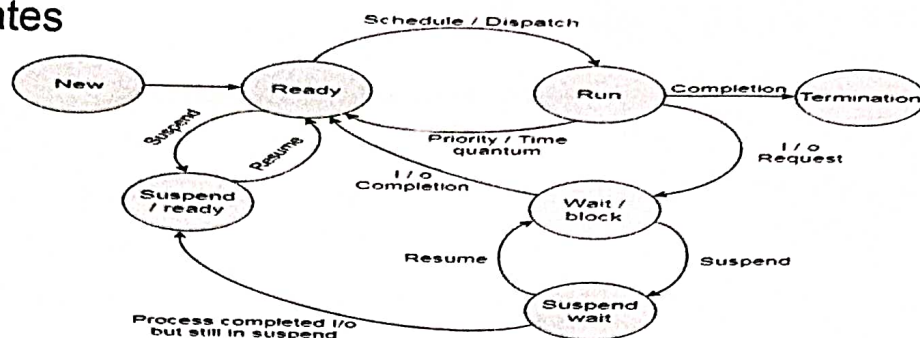 ates
Schedule / Dispatch
New
Ready
Run
Completion
Termination
Suspend
Resume
Priority / Time
quantum
I / o
Request
I / o
Completion
Suspend
/ ready
Wait /
block
Resume
Suspend
Suspend
wait
Process completed I/o
but still in suspend